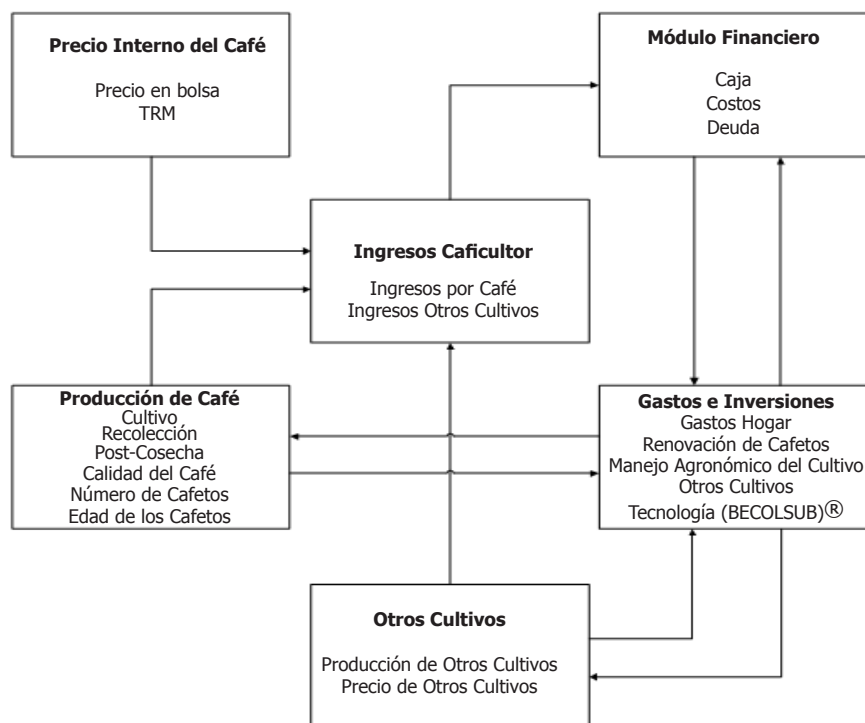 Precio Interno del Café
Precio en bolsa
TRM
Módulo Financiero
Caja
Costos
Deuda
Ingresos Caficultor
Ingresos por Café
Ingresos Otros Cultivos
Producción de Café
Cultivo
Recolección
Post-Cosecha
Calidad del Café
Número de Cafetos
Edad de los Cafetos
Gastos e Inversiones
Gastos Hogar
Renovación de Cafetos
Manejo Agronómico del Cultivo
Otros Cultivos
Tecnología (BECOLSUB)®
Otros Cultivos
Producción de Otros Cultivos
Precio de Otros Cultivos